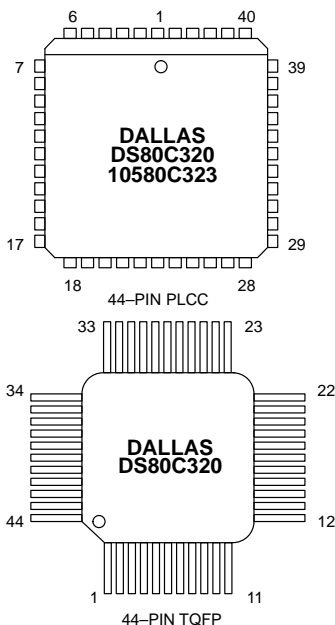 6 1 40
7 39
DALLAS
DS80C320
10580C323
17 29
18 28
44–PIN PLCC
33 23
34 22
DALLAS
DS80C320
44 12
1 11
44–PIN TQFP